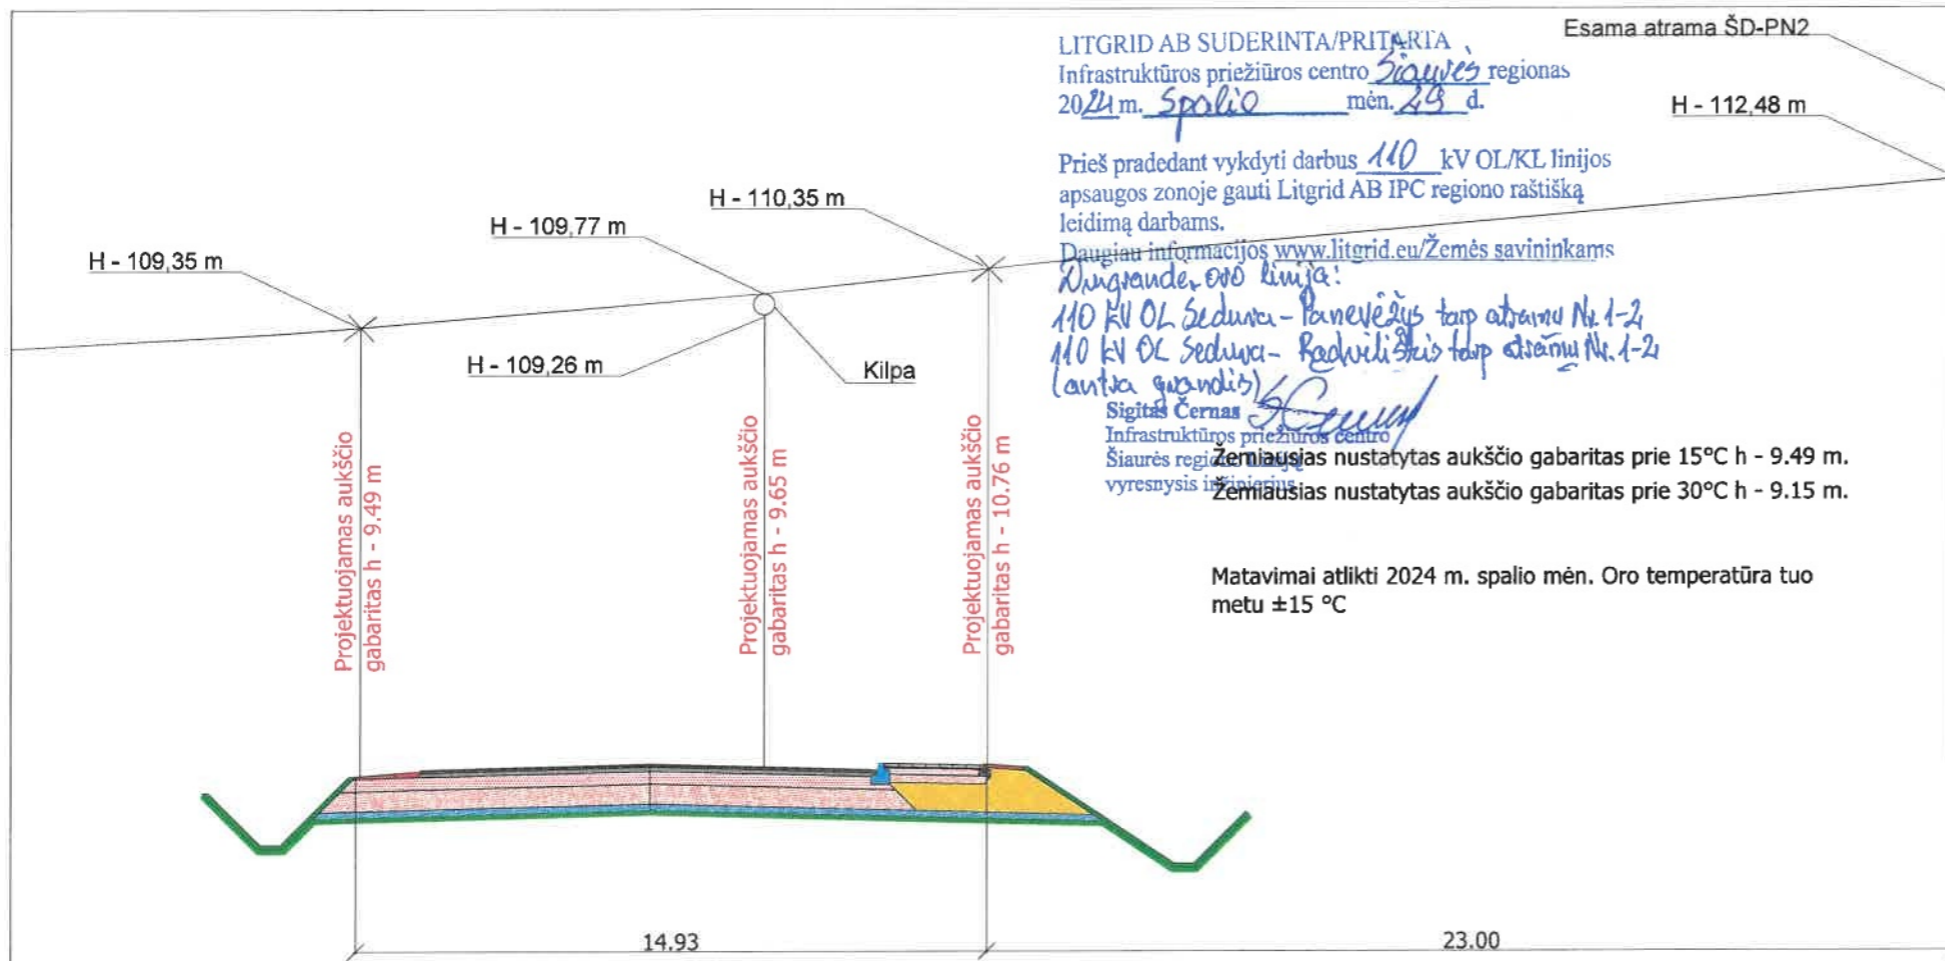 Esama atrama ŠD-PN2
LITGRID AB SUDERINTA/PRITARTA
Infrastruktūros priežiūros centro Šiaurės regionas
2024 m. Spalio mėn. 29 d.
H - 112,48 m
Prieš pradedant vykdyti darbus 110 kV OL/KL linijos
apsaugos zonoje gauti Litgrid AB IPC regiono raštišką
leidimą darbams.
Daugiau informacijos www.litgrid.eu/Žemės savininkams
Dvigrandė oro linija:
110 kV OL Šeduva - Panevėžys tarp atramų Nr. 1-2
110 kV OL Šeduva - Radviliškis tarp atramų Nr. 1-2
(antra grandis)
Sigitas Černas
Infrastruktūros priežiūros centro
Šiaurės regiono
vyresnysis inžinierius
H - 110,35 m
H - 109,77 m
H - 109,35 m
H - 109,26 m
Kilpa
Projektuojamas aukščio
gabaritas h - 9.49 m
Projektuojamas aukščio
gabaritas h - 9.65 m
Projektuojamas aukščio
gabaritas h - 10.76 m
Žemiausias nustatytas aukščio gabaritas prie 15°C h - 9.49 m.
Žemiausias nustatytas aukščio gabaritas prie 30°C h - 9.15 m.
Matavimai atlikti 2024 m. spalio mėn. Oro temperatūra tuo
metu ±15 °C
14.93
23.00